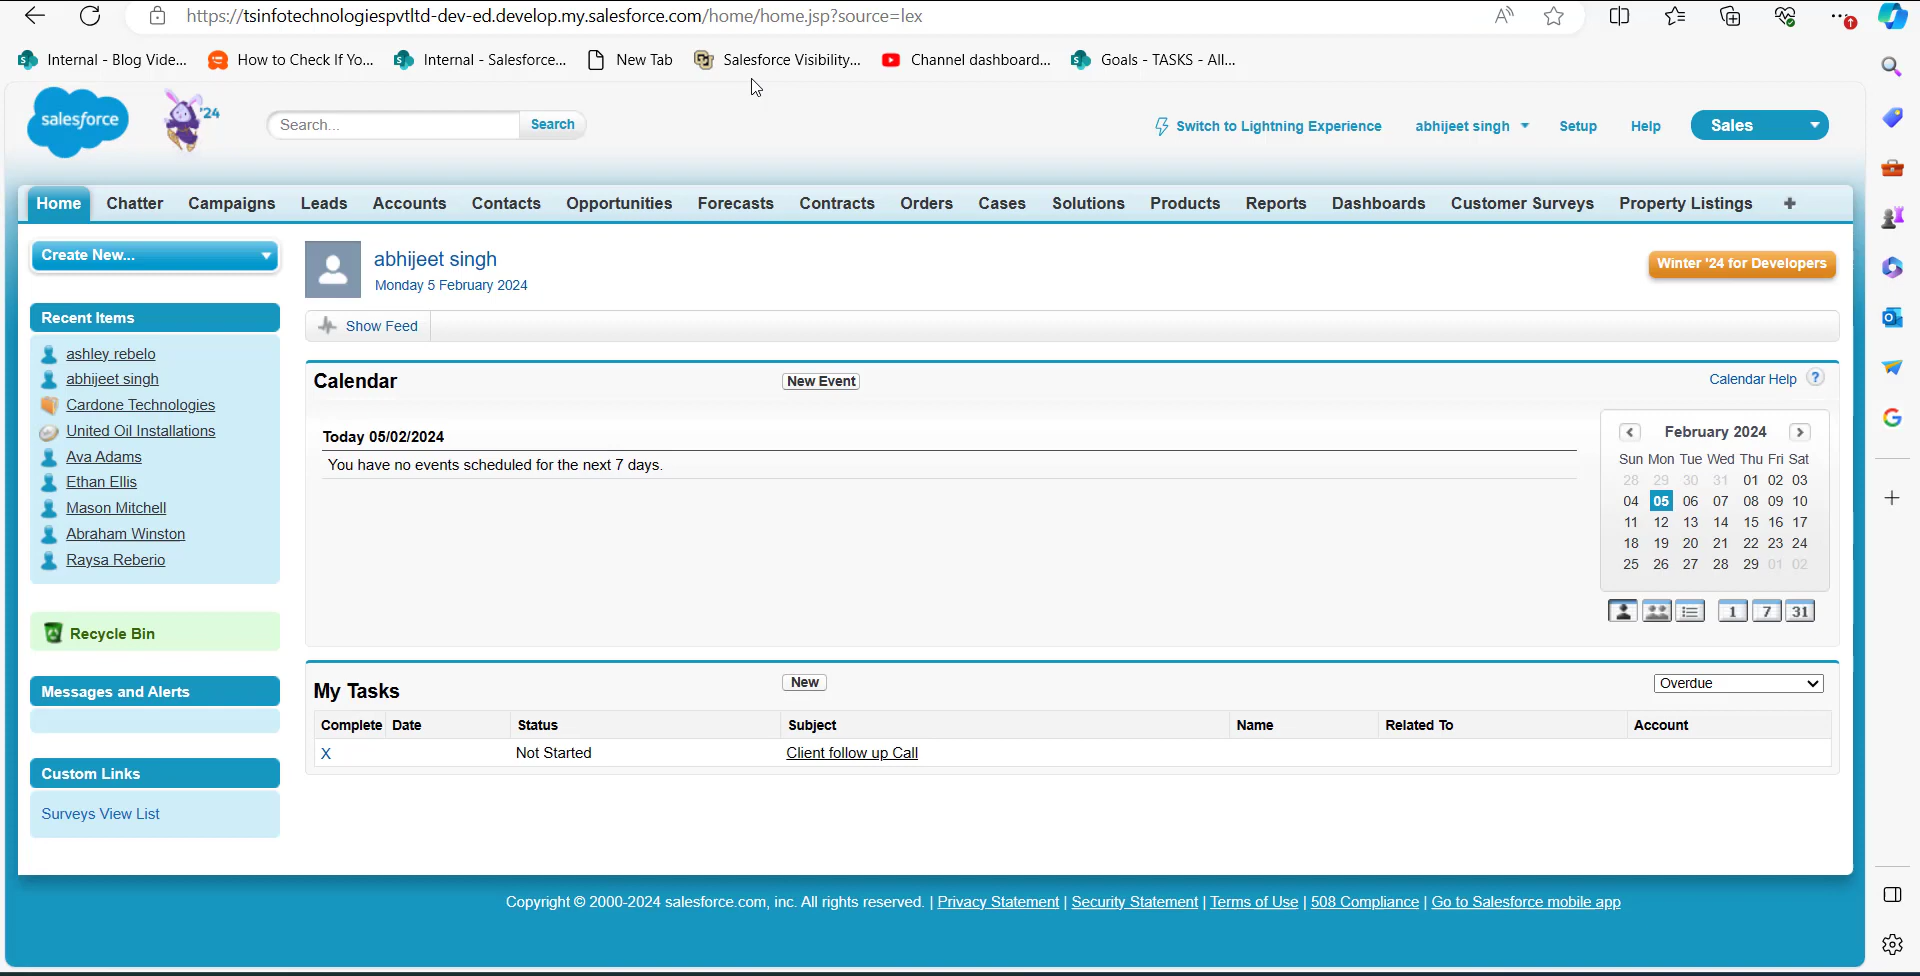 https://tsinfotechnologiespvtltd-dev-ed.develop.my.salesforce.com/home/home.jsp?source=lex
Internal - Blog Vide... How to Check If Yo... Internal - Salesforce... New Tab Salesforce Visibility... Channel dashboard... Goals - TASKS - All...
salesforce '24 Search... Search Switch to Lightning Experience abhijeet singh Setup Help Sales
Home Chatter Campaigns Leads Accounts Contacts Opportunities Forecasts Contracts Orders Cases Solutions Products Reports Dashboards Customer Surveys Property Listings +
Create New...
Recent Items
ashley rebelo
abhijeet singh
Cardone Technologies
United Oil Installations
Ava Adams
Ethan Ellis
Mason Mitchell
Abraham Winston
Raysa Reberio
Recycle Bin
Messages and Alerts
Custom Links
Surveys View List
abhijeet singh
Monday 5 February 2024
Winter '24 for Developers
Show Feed
Calendar New Event Calendar Help ?
Today 05/02/2024
You have no events scheduled for the next 7 days.
February 2024
Sun Mon Tue Wed Thu Fri Sat
28 29 30 31 01 02 03
04 05 06 07 08 09 10
11 12 13 14 15 16 17
18 19 20 21 22 23 24
25 26 27 28 29 01 02
1 7 31
My Tasks New Overdue
Complete Date Status Subject Name Related To Account
X Not Started Client follow up Call
Copyright © 2000-2024 salesforce.com, inc. All rights reserved. | Privacy Statement | Security Statement | Terms of Use | 508 Compliance | Go to Salesforce mobile app